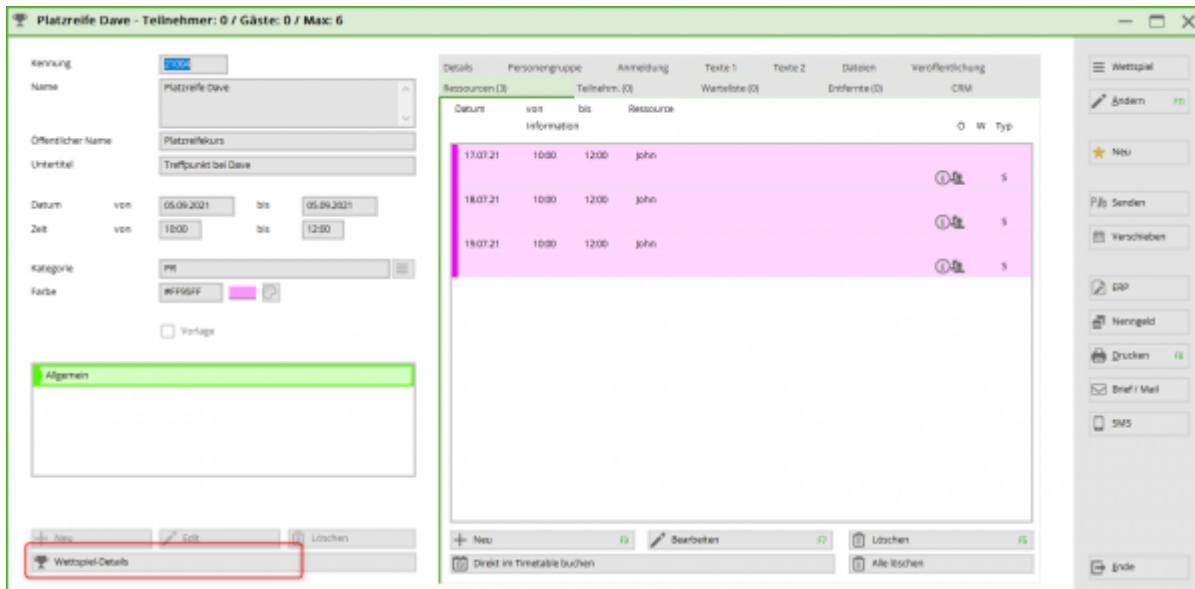 Platzreife Dave - Teilnehmer: 0 / Gäste: 0 / Max: 6
Kennung 21004
Name Platzreife Dave
Öffentlicher Name Platzreifekurs
Untertitel Treffpunkt bei Dave
Datum von 05.09.2021 bis 05.09.2021
Zeit von 10:00 bis 12:00
Kategorie PR
Farbe #FF95FF
Vorlage
Allgemein
Neu Edit Löschen
Wettspiel-Details
Details Personengruppe Anmeldung Texte 1 Texte 2 Dateien Veröffentlichung
Ressourcen (3) Teilnehm. (0) Warteliste (0) Entfernte (0) CRM
Datum von bis Ressource
Information Ö W Typ
17.07.21 10:00 12:00 John
S
18.07.21 10:00 12:00 John
S
19.07.21 10:00 12:00 John
S
Neu Bearbeiten Löschen
Direkt im Timetable buchen Alle löschen
Wettspiel
Ändern
Neu
Senden
Verschieben
ERP
Nenngeld
Drucken
Brief / Mail
SMS
Ende